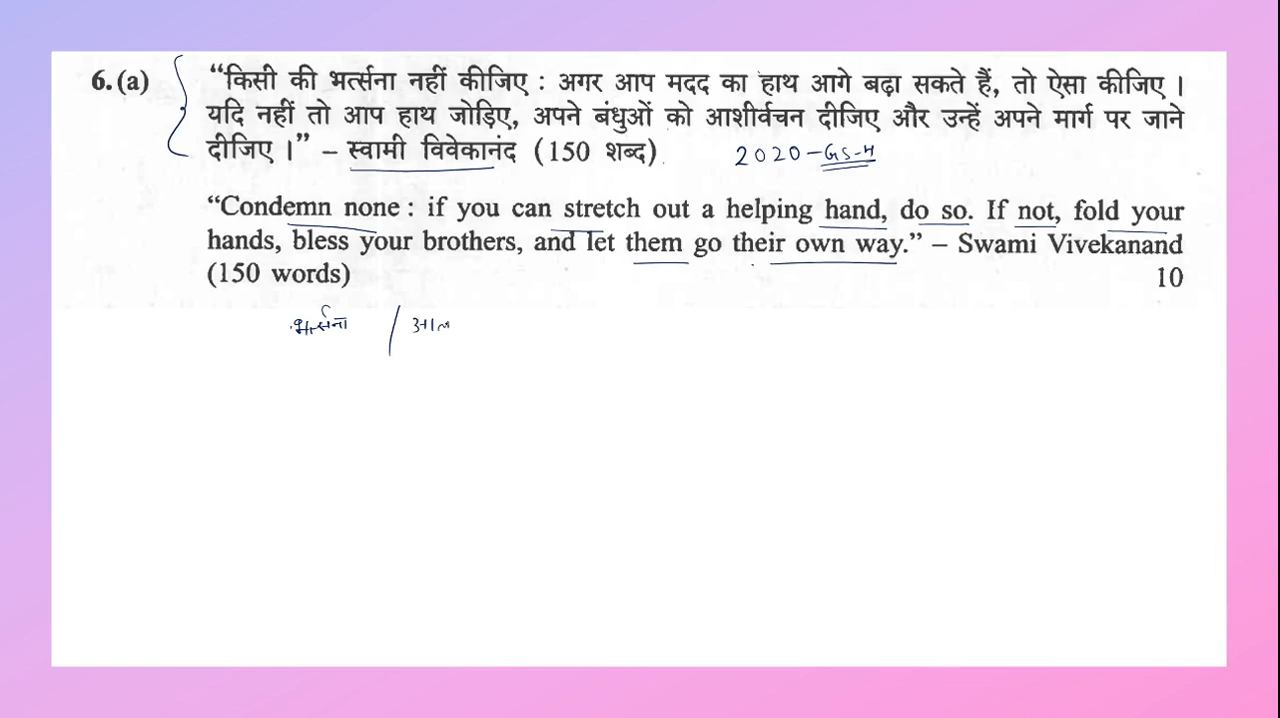 6. (a) “किसी की भर्त्सना नहीं कीजिए : अगर आप मदद का हाथ आगे बढ़ा सकते हैं, तो ऐसा कीजिए ।
यदि नहीं तो आप हाथ जोड़िए, अपने बंधुओं को आशीर्वचन दीजिए और उन्हें अपने मार्ग पर जाने
दीजिए ।” – स्वामी विवेकानंद (150 शब्द) 2020-GS-4
“Condemn none : if you can stretch out a helping hand, do so. If not, fold your
hands, bless your brothers, and let them go their own way.” – Swami Vivekanand
(150 words) 10
भर्त्सना / आल